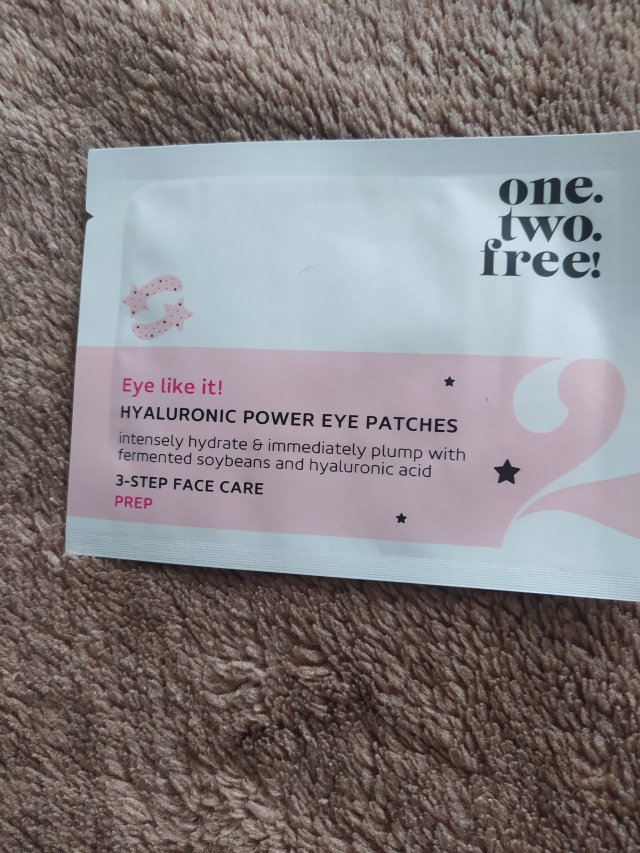 one.
two.
free!
Eye like it!
HYALURONIC POWER EYE PATCHES
intensely hydrate & immediately plump with
fermented soybeans and hyaluronic acid
3-STEP FACE CARE
PREP
2